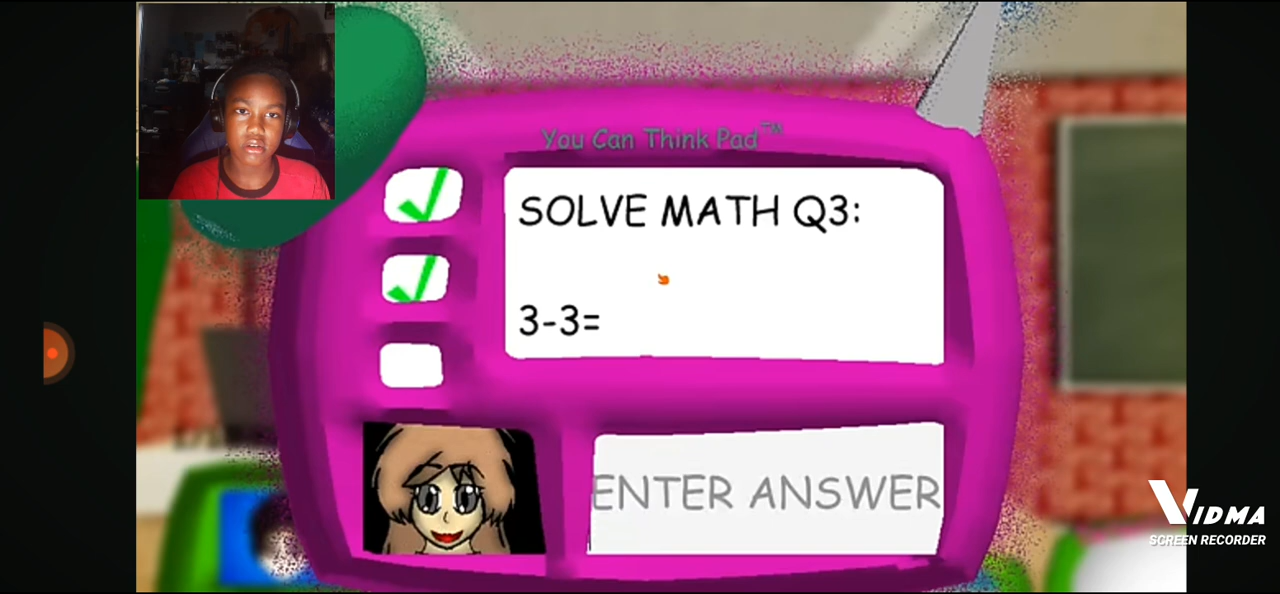 You Can Think Pad™
SOLVE MATH Q3:
3-3=
ENTER ANSWER
VIDMA
SCREEN RECORDER